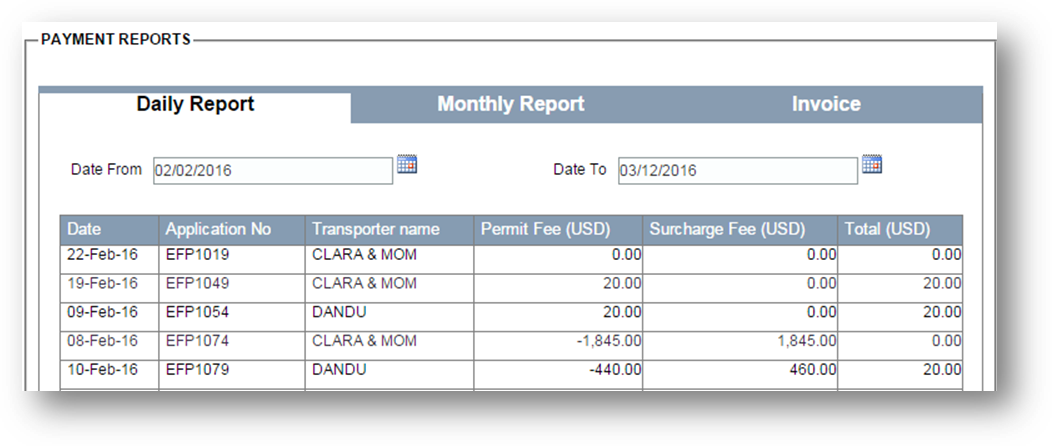 PAYMENT REPORTS
Daily Report Monthly Report Invoice
Date From 02/02/2016 Date To 03/12/2016
Date Application No Transporter name Permit Fee (USD) Surcharge Fee (USD) Total (USD)
22-Feb-16 EFP1019 CLARA & MOM 0.00 0.00 0.00
19-Feb-16 EFP1049 CLARA & MOM 20.00 0.00 20.00
09-Feb-16 EFP1054 DANDU 20.00 0.00 20.00
08-Feb-16 EFP1074 CLARA & MOM -1,845.00 1,845.00 0.00
10-Feb-16 EFP1079 DANDU -440.00 460.00 20.00